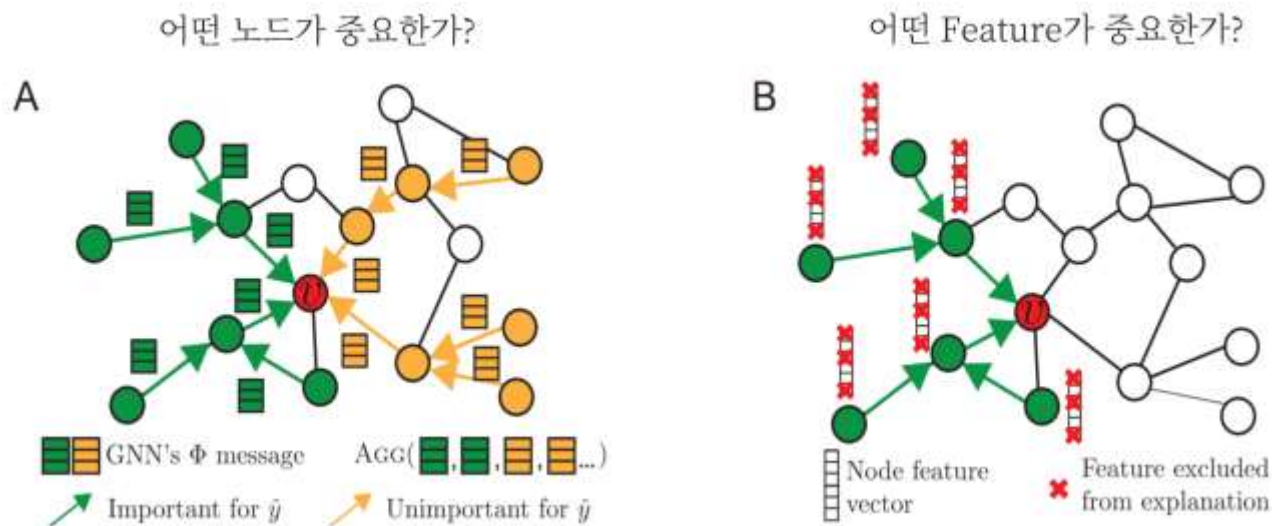 어떤 노드가 중요한가?
어떤 Feature가 중요한가?
A
B
υ
υ
GNN's Φ message
AGG( , , , ...)
Important for ŷ
Unimportant for ŷ
Node feature
vector
Feature excluded
from explanation